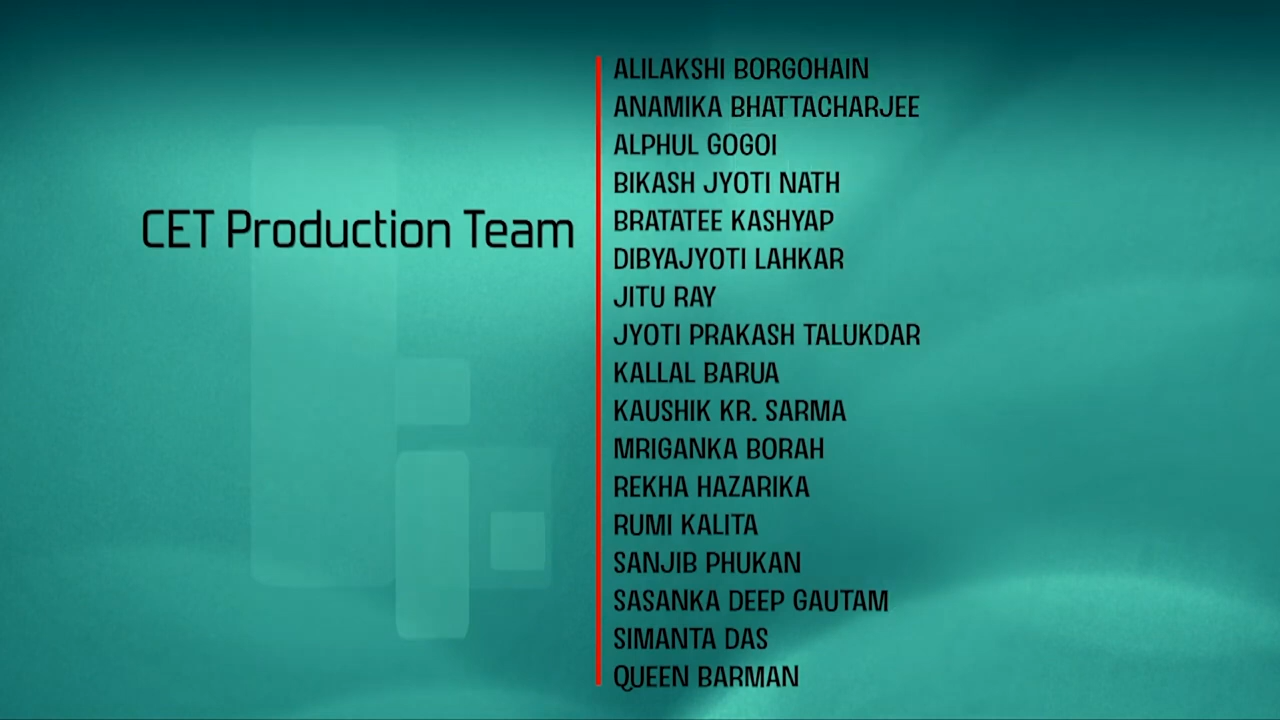 CET Production Team
ALILAKSHI BORGOHAIN
ANAMIKA BHATTACHARJEE
ALPHUL GOGOI
BIKASH JYOTI NATH
BRATATEE KASHYAP
DIBYAJYOTI LAHKAR
JITU RAY
JYOTI PRAKASH TALUKDAR
KALLAL BARUA
KAUSHIK KR. SARMA
MRIGANKA BORAH
REKHA HAZARIKA
RUMI KALITA
SANJIB PHUKAN
SASANKA DEEP GAUTAM
SIMANTA DAS
QUEEN BARMAN